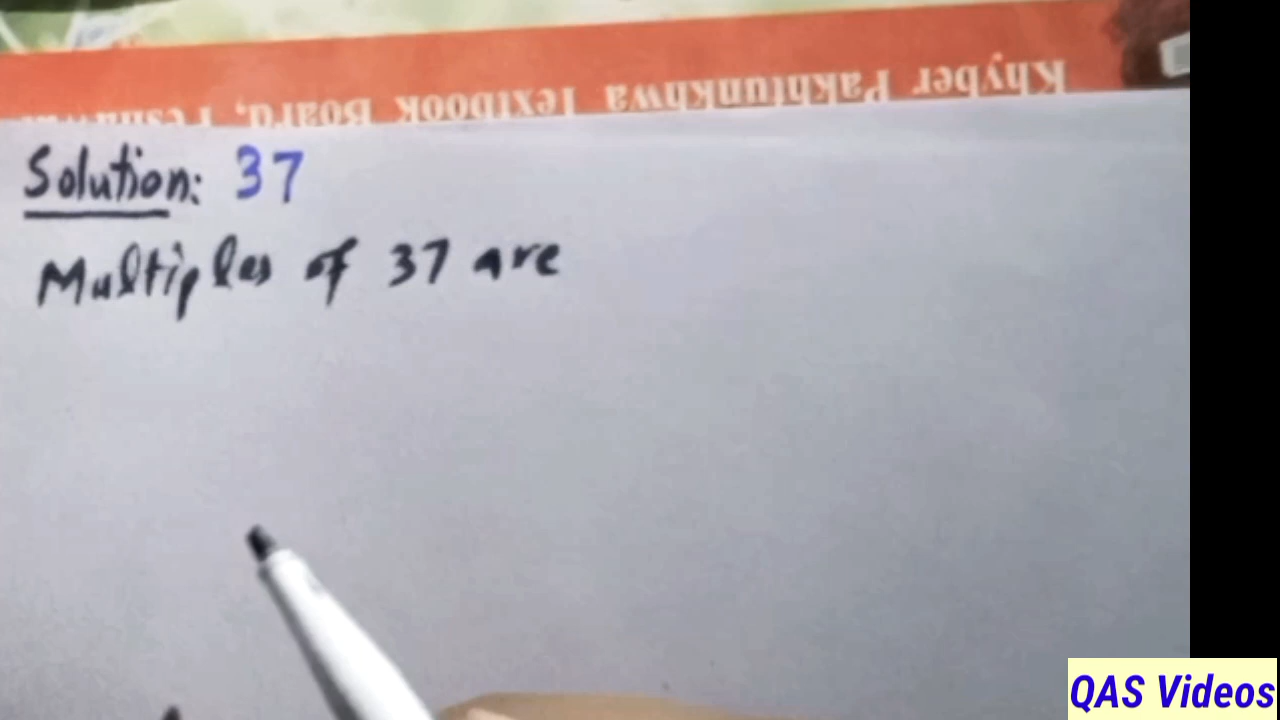 Khyber Pakhtunkhwa Textbook Board,
Solution: 37
Multiples of 37 are
QAS Videos